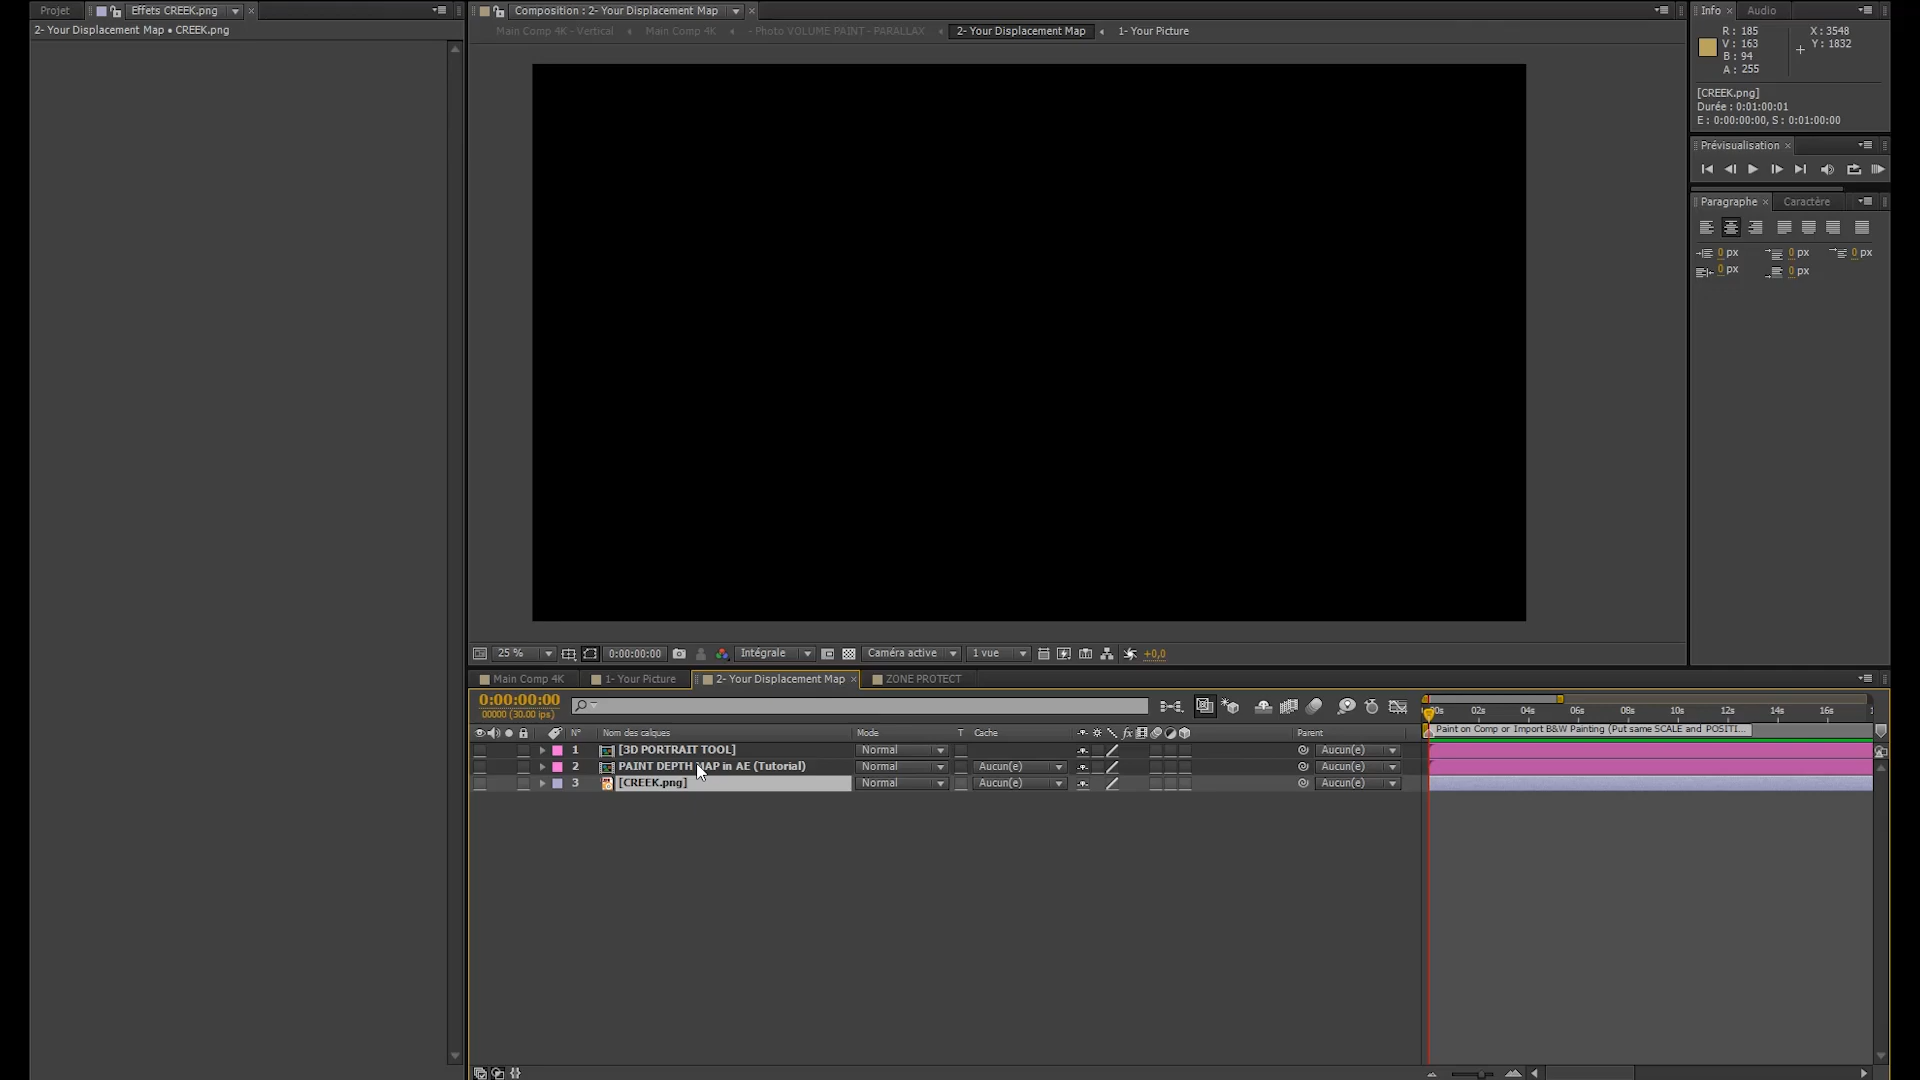 Projet Effets CREEK.png Composition : 2- Your Displacement Map Info Audio
2- Your Displacement Map • CREEK.png
Main Comp 4K - Vertical Main Comp 4K - Photo VOLUME PAINT - PARALLAX 2- Your Displacement Map 1- Your Picture
R : 185 X : 3548
V : 163 Y : 1832
B : 94
A : 255
[CREEK.png]
Durée : 0:01:00:01
E : 0:00:00:00, S : 0:01:00:00
Prévisualisation
Paragraphe Caractère
0 px 0 px 0 px
0 px 0 px
25 % 0:00:00:00 Intégrale Caméra active 1 vue +0,0
Main Comp 4K 1- Your Picture 2- Your Displacement Map ZONE PROTECT
0:00:00:00
00000 (30.00 ips)
02s 04s 06s 08s 10s 12s 14s 16s
N° Nom des calques Mode T Cache Parent
Paint on Comp or Import B&W Painting (Put same SCALE and POSITI...
1 [3D PORTRAIT TOOL] Normal Aucun(e)
2 PAINT DEPTH MAP in AE (Tutorial) Normal Aucun(e) Aucun(e)
3 [CREEK.png] Normal Aucun(e) Aucun(e)